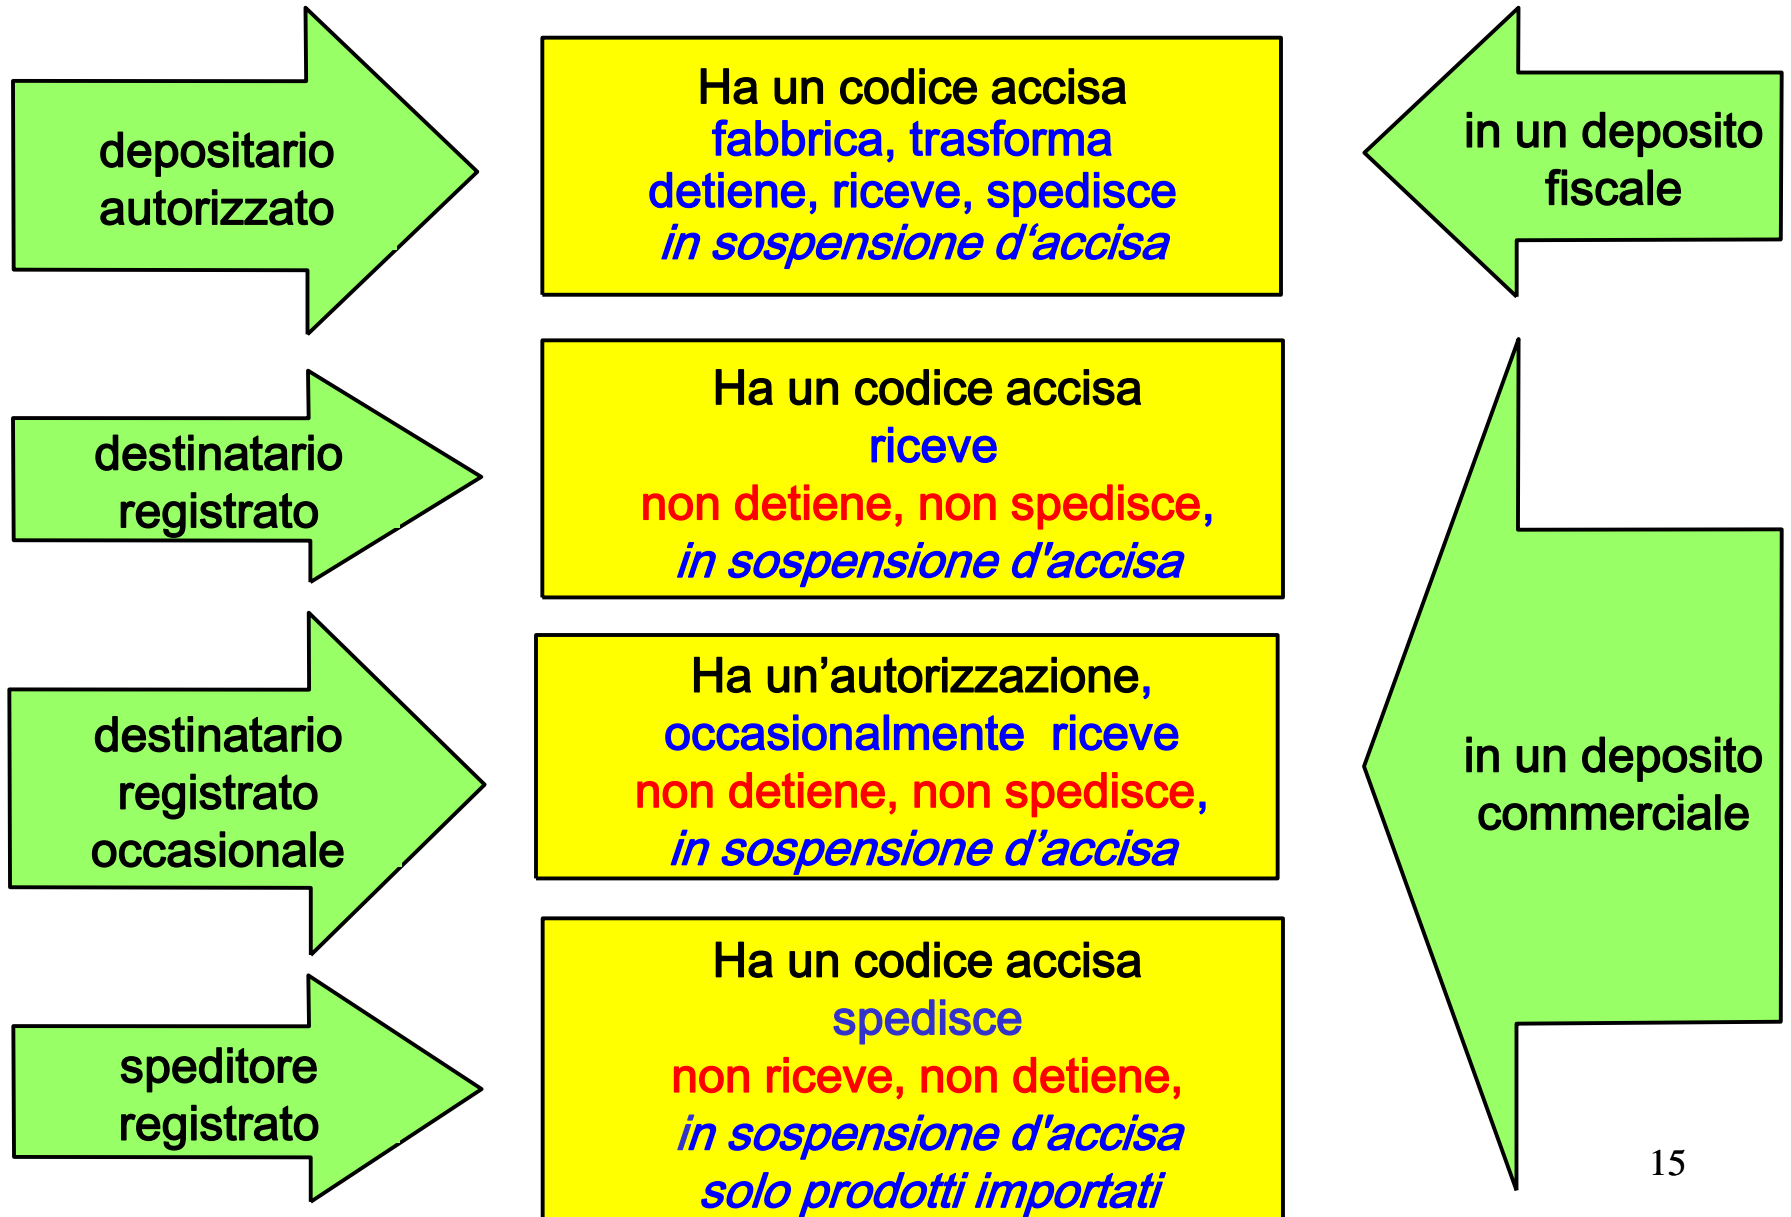 depositario
autorizzato
Ha un codice accisa
fabbrica, trasforma
detiene, riceve, spedisce
in sospensione d‘accisa
in un deposito
fiscale
destinatario
registrato
Ha un codice accisa
riceve
non detiene, non spedisce,
in sospensione d'accisa
destinatario
registrato
occasionale
Ha un’autorizzazione,
occasionalmente riceve
non detiene, non spedisce,
in sospensione d’accisa
in un deposito
commerciale
speditore
registrato
Ha un codice accisa
spedisce
non riceve, non detiene,
in sospensione d'accisa
solo prodotti importati
15